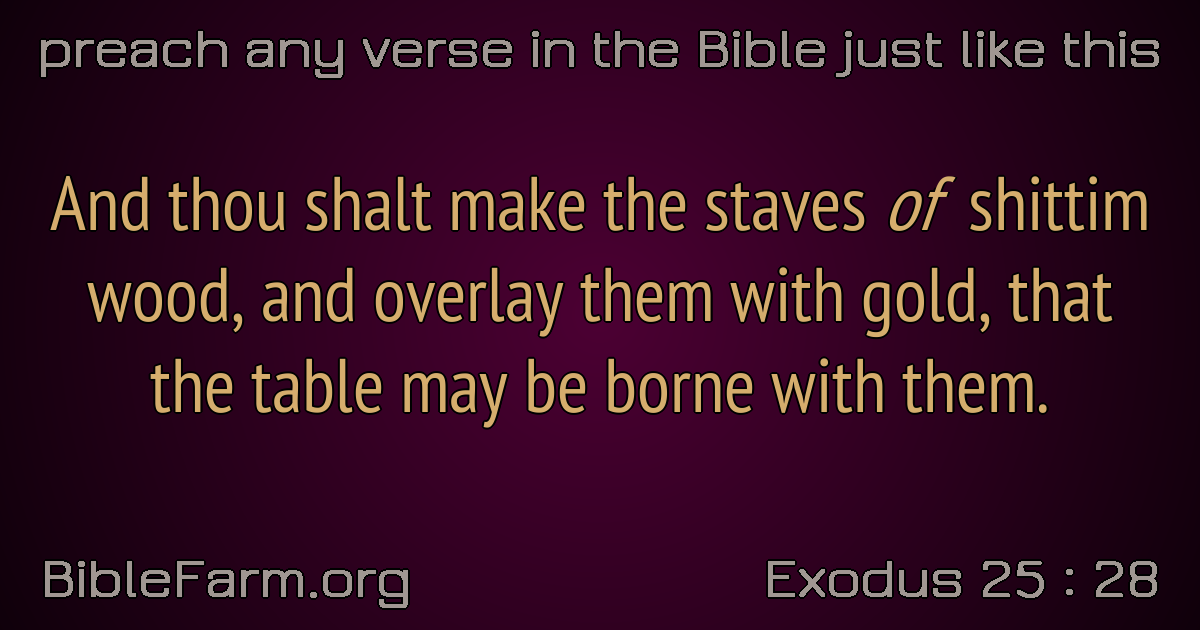 preach any verse in the Bible just like this
And thou shalt make the staves of shittim
wood, and overlay them with gold, that
the table may be borne with them.
BibleFarm.org
Exodus 25 : 28